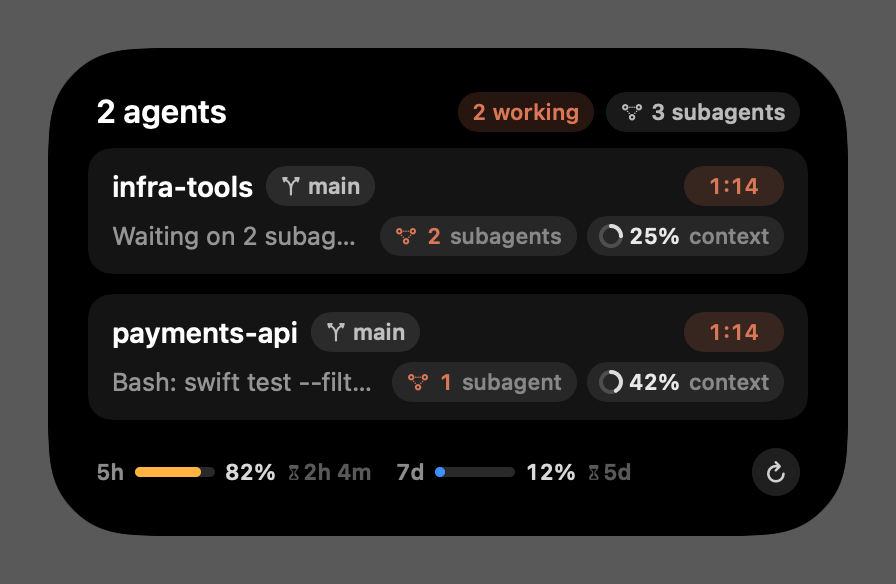 2 agents 2 working 3 subagents
infra-tools main 1:14
Waiting on 2 subag... 2 subagents 25% context
payments-api main 1:14
Bash: swift test --filt... 1 subagent 42% context
5h 82% 2h 4m 7d 12% 5d